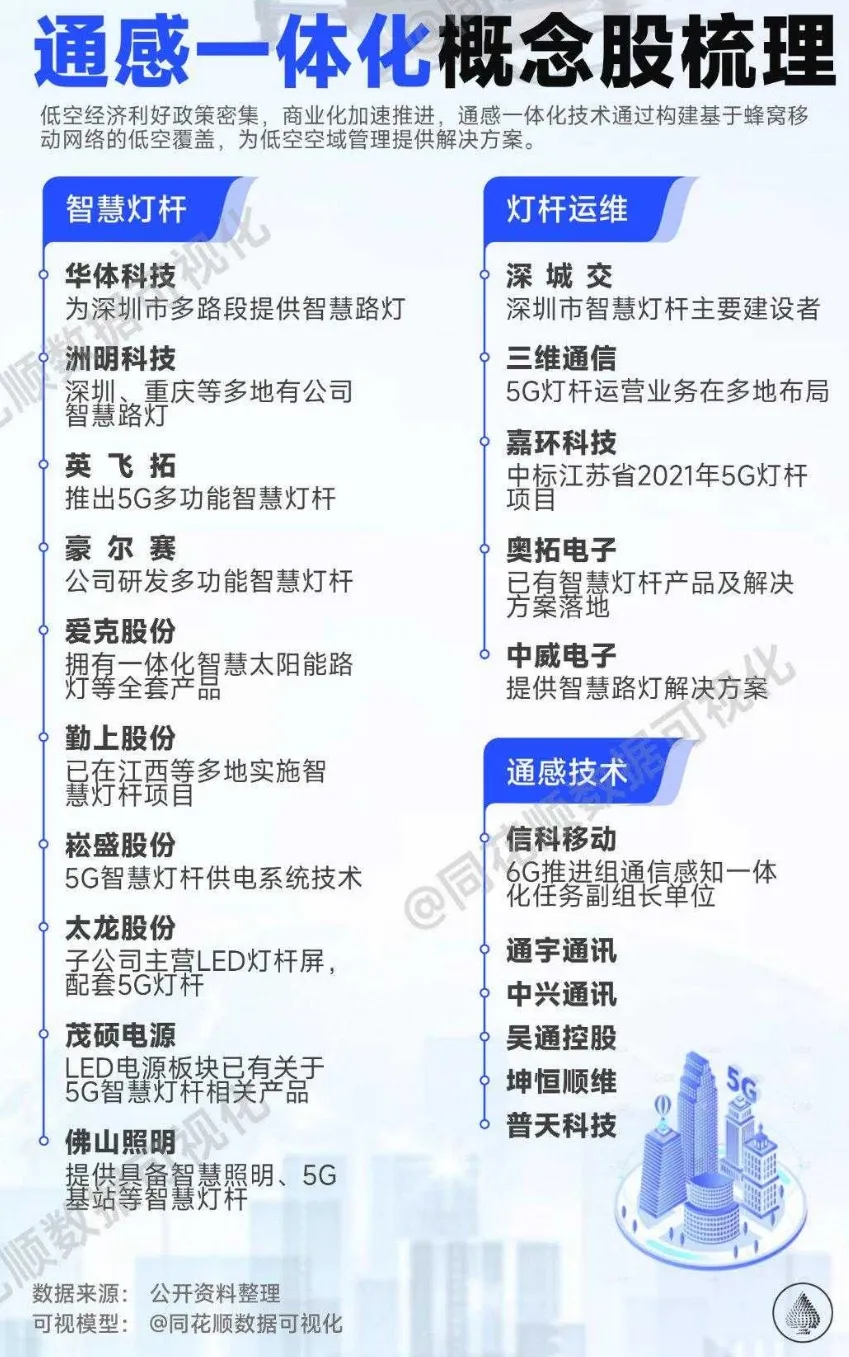 通感一体化概念股梳理
低空经济利好政策密集，商业化加速推进，通感一体化技术通过构建基于蜂窝移
动网络的低空覆盖，为低空空域管理提供解决方案。
智慧灯杆
华体科技
为深圳市多路段提供智慧路灯
洲明科技
深圳、重庆等多地有公司
智慧路灯
英飞拓
推出5G多功能智慧灯杆
豪尔赛
公司研发多功能智慧灯杆
爱克股份
拥有一体化智慧太阳能路
灯等全套产品
勤上股份
已在江西等多地实施智
慧灯杆项目
崧盛股份
5G智慧灯杆供电系统技术
太龙股份
子公司主营LED灯杆屏，
配套5G灯杆
茂硕电源
LED电源板块已有关于
5G智慧灯杆相关产品
佛山照明
提供具备智慧照明、5G
基站等智慧灯杆
灯杆运维
深城交
深圳市智慧灯杆主要建设者
三维通信
5G灯杆运营业务在多地布局
嘉环科技
中标江苏省2021年5G灯杆
项目
奥拓电子
已有智慧灯杆产品及解决
方案落地
中威电子
提供智慧路灯解决方案
通感技术
信科移动
6G推进组通信感知一体
化任务副组长单位
通宇通讯
中兴通讯
吴通控股
坤恒顺维
普天科技
5G
数据来源： 公开资料整理
可视模型： @同花顺数据可视化
@同花顺数据可视化